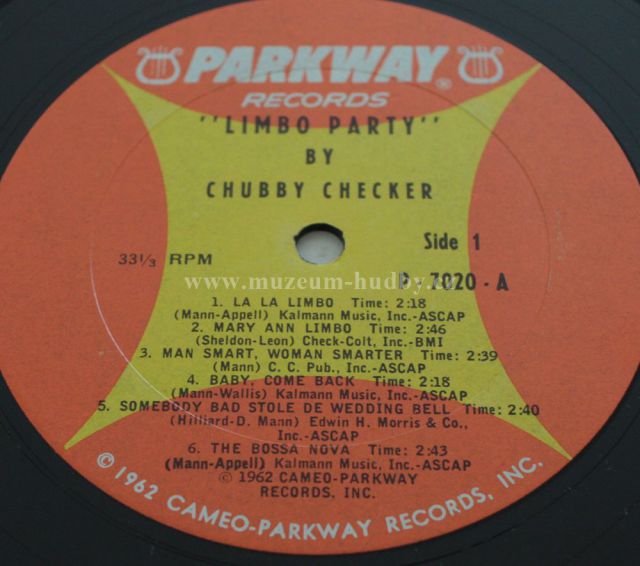 PARKWAY®
RECORDS
"LIMBO PARTY"
BY
CHUBBY CHECKER
Side 1
33⅓ RPM
P 7020 - A
www.muzeum-hudby
1. LA LA LIMBO Time: 2:18
(Mann-Appell) Kalmann Music, Inc.-ASCAP
2. MARY ANN LIMBO Time: 2:46
(Sheldon-Leon) Check-Colt, Inc.-BMI
3. MAN SMART, WOMAN SMARTER Time: 2:39
(Mann) C. C. Pub., Inc.-ASCAP
4. BABY, COME BACK Time: 2:18
(Mann-Wallis) Kalmann Music, Inc.-ASCAP
5. SOMEBODY BAD STOLE DE WEDDING BELL Time: 2:40
(Hilliard-D. Mann) Edwin H. Morris & Co.,
Inc.-ASCAP
6. THE BOSSA NOVA Time: 2:43
(Mann-Appell) Kalmann Music, Inc.-ASCAP
© 1962 CAMEO-PARKWAY
RECORDS, INC.
© 1962 CAMEO-PARKWAY RECORDS, INC.